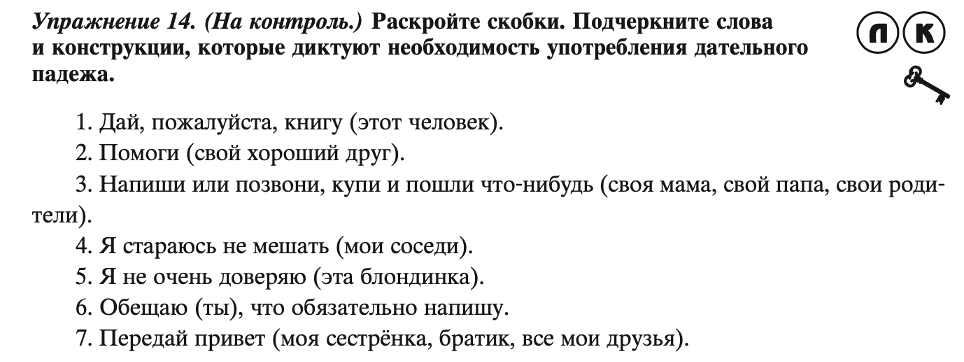 Упражнение 14. (На контроль.) Раскройте скобки. Подчеркните слова
и конструкции, которые диктуют необходимость употребления дательного
падежа.
Л К
1. Дай, пожалуйста, книгу (этот человек).
2. Помоги (свой хороший друг).
3. Напиши или позвони, купи и пошли что-нибудь (своя мама, свой папа, свои роди-
тели).
4. Я стараюсь не мешать (мои соседи).
5. Я не очень доверяю (эта блондинка).
6. Обещаю (ты), что обязательно напишу.
7. Передай привет (моя сестрёнка, братик, все мои друзья).